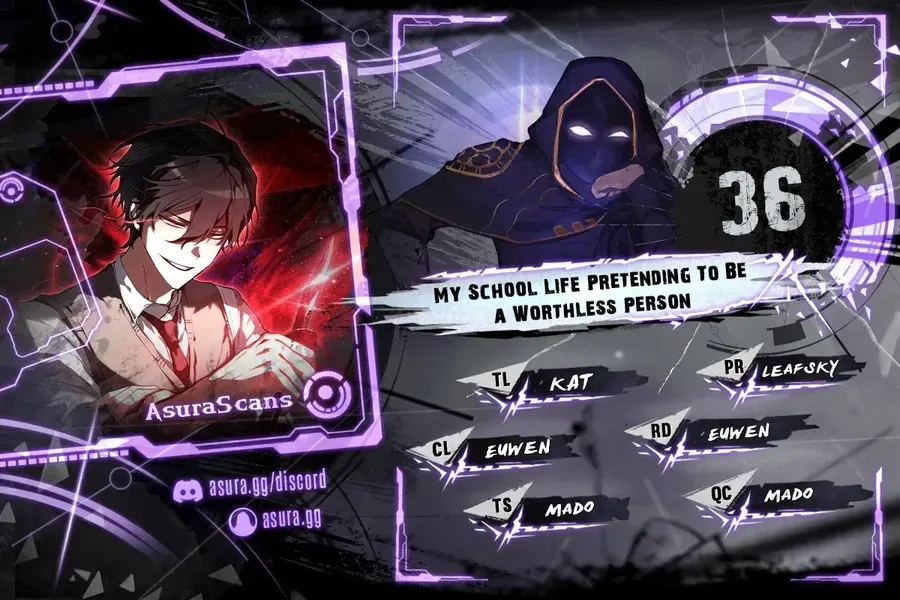 36
MY SCHOOL LIFE PRETENDING TO BE
A WORTHLESS PERSON
TL KAT
PR LEAFSKY
CL EUWEN
RD EUWEN
TS MADO
QC MADO
AsuraScans
asura.gg/discord
asura.gg